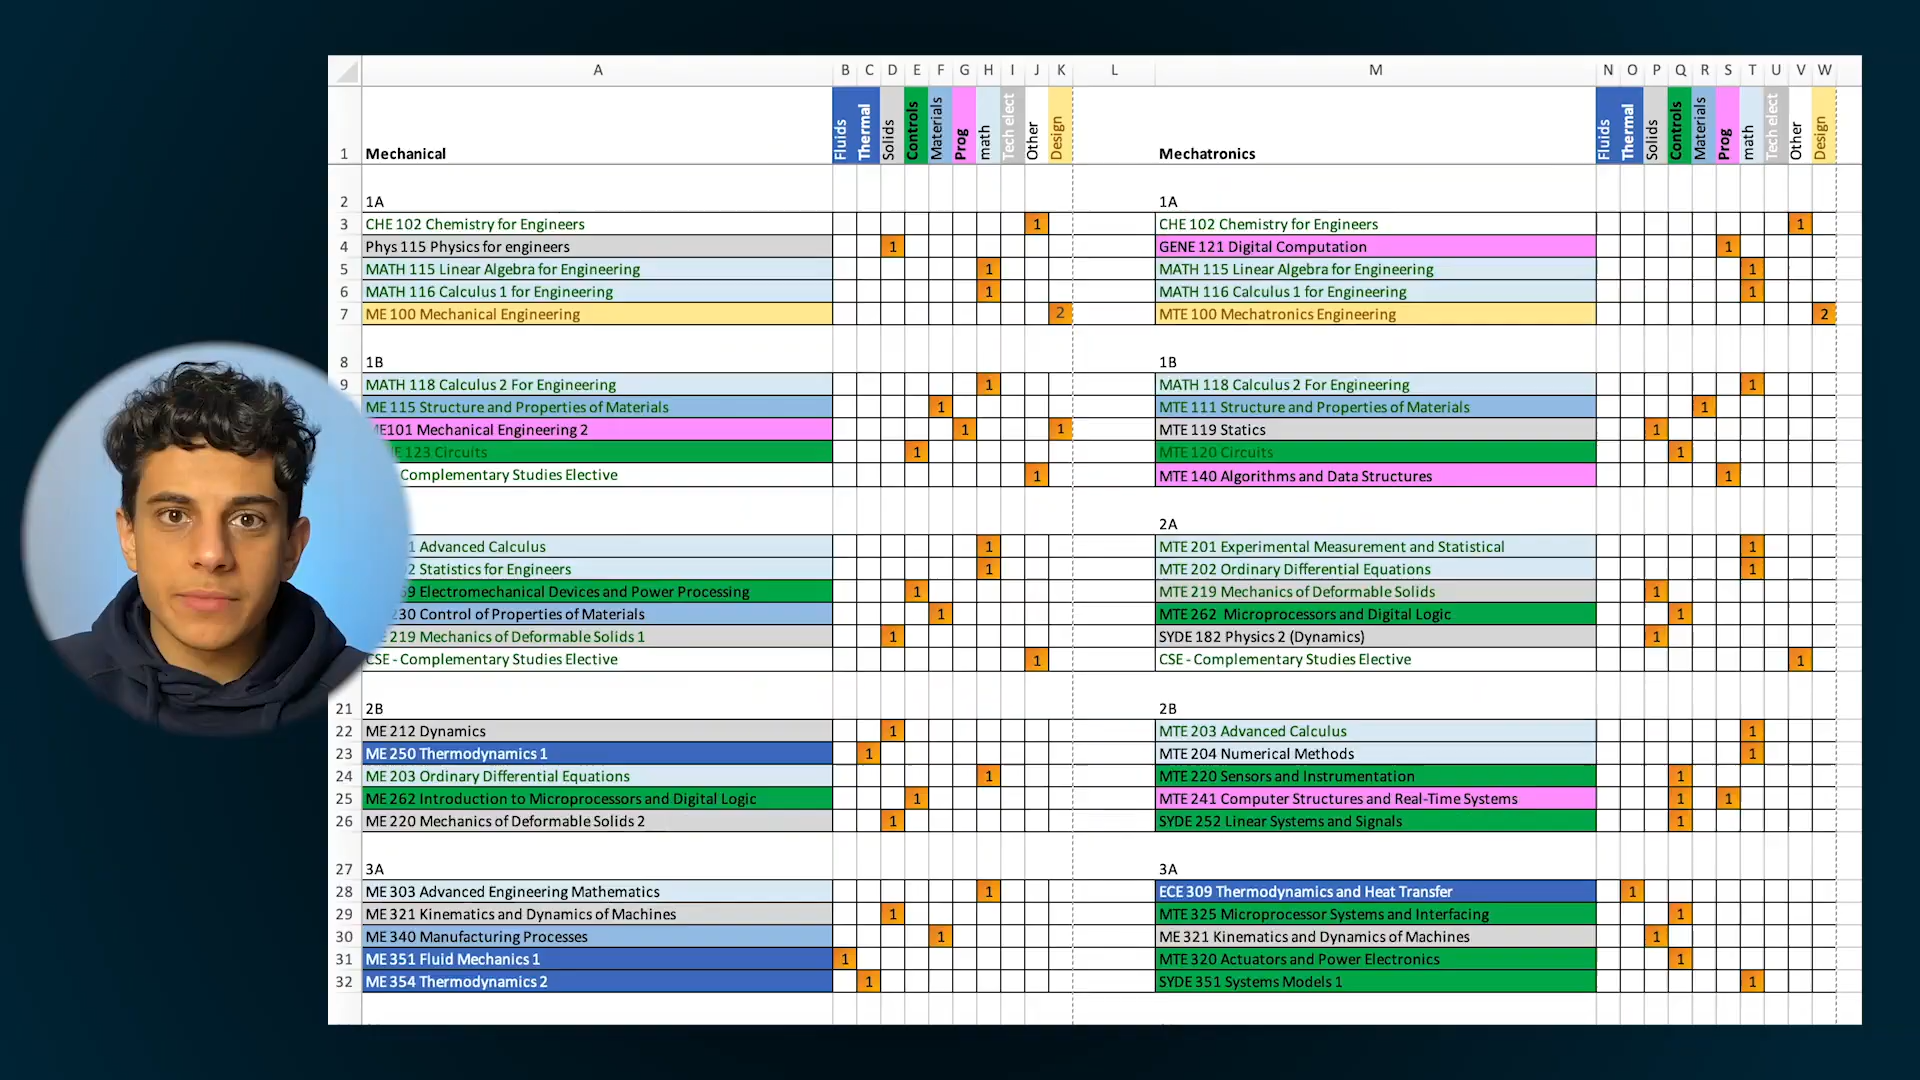 A B C D E F G H I J K L M N O P Q R S T U V W
1 Mechanical Fluids Thermal Solids Controls Materials Prog math Tech elect Other Design Mechatronics Fluids Thermal Solids Controls Materials Prog math Tech elect Other Design
2 1A 1A
3 CHE 102 Chemistry for Engineers 1 CHE 102 Chemistry for Engineers 1
4 Phys 115 Physics for engineers 1 GENE 121 Digital Computation 1
5 MATH 115 Linear Algebra for Engineering 1 MATH 115 Linear Algebra for Engineering 1
6 MATH 116 Calculus 1 for Engineering 1 MATH 116 Calculus 1 for Engineering 1
7 ME 100 Mechanical Engineering 2 MTE 100 Mechatronics Engineering 2
8 1B 1B
9 MATH 118 Calculus 2 For Engineering 1 MATH 118 Calculus 2 For Engineering 1
ME 115 Structure and Properties of Materials 1 MTE 111 Structure and Properties of Materials 1
ME101 Mechanical Engineering 2 1 1 MTE 119 Statics 1
123 Circuits 1 MTE 120 Circuits 1
Complementary Studies Elective 1 MTE 140 Algorithms and Data Structures 1
2A
Advanced Calculus 1 MTE 201 Experimental Measurement and Statistical 1
Statistics for Engineers 1 MTE 202 Ordinary Differential Equations 1
Electromechanical Devices and Power Processing 1 MTE 219 Mechanics of Deformable Solids 1
230 Control of Properties of Materials 1 MTE 262 Microprocessors and Digital Logic 1
219 Mechanics of Deformable Solids 1 1 SYDE 182 Physics 2 (Dynamics) 1
CSE - Complementary Studies Elective 1 CSE - Complementary Studies Elective 1
21 2B 2B
22 ME 212 Dynamics 1 MTE 203 Advanced Calculus 1
23 ME 250 Thermodynamics 1 1 MTE 204 Numerical Methods 1
24 ME 203 Ordinary Differential Equations 1 MTE 220 Sensors and Instrumentation 1
25 ME 262 Introduction to Microprocessors and Digital Logic 1 MTE 241 Computer Structures and Real-Time Systems 1 1
26 ME 220 Mechanics of Deformable Solids 2 1 SYDE 252 Linear Systems and Signals 1
27 3A 3A
28 ME 303 Advanced Engineering Mathematics 1 ECE 309 Thermodynamics and Heat Transfer 1
29 ME 321 Kinematics and Dynamics of Machines 1 MTE 325 Microprocessor Systems and Interfacing 1
30 ME 340 Manufacturing Processes 1 ME 321 Kinematics and Dynamics of Machines 1
31 ME 351 Fluid Mechanics 1 1 MTE 320 Actuators and Power Electronics 1
32 ME 354 Thermodynamics 2 1 SYDE 351 Systems Models 1 1